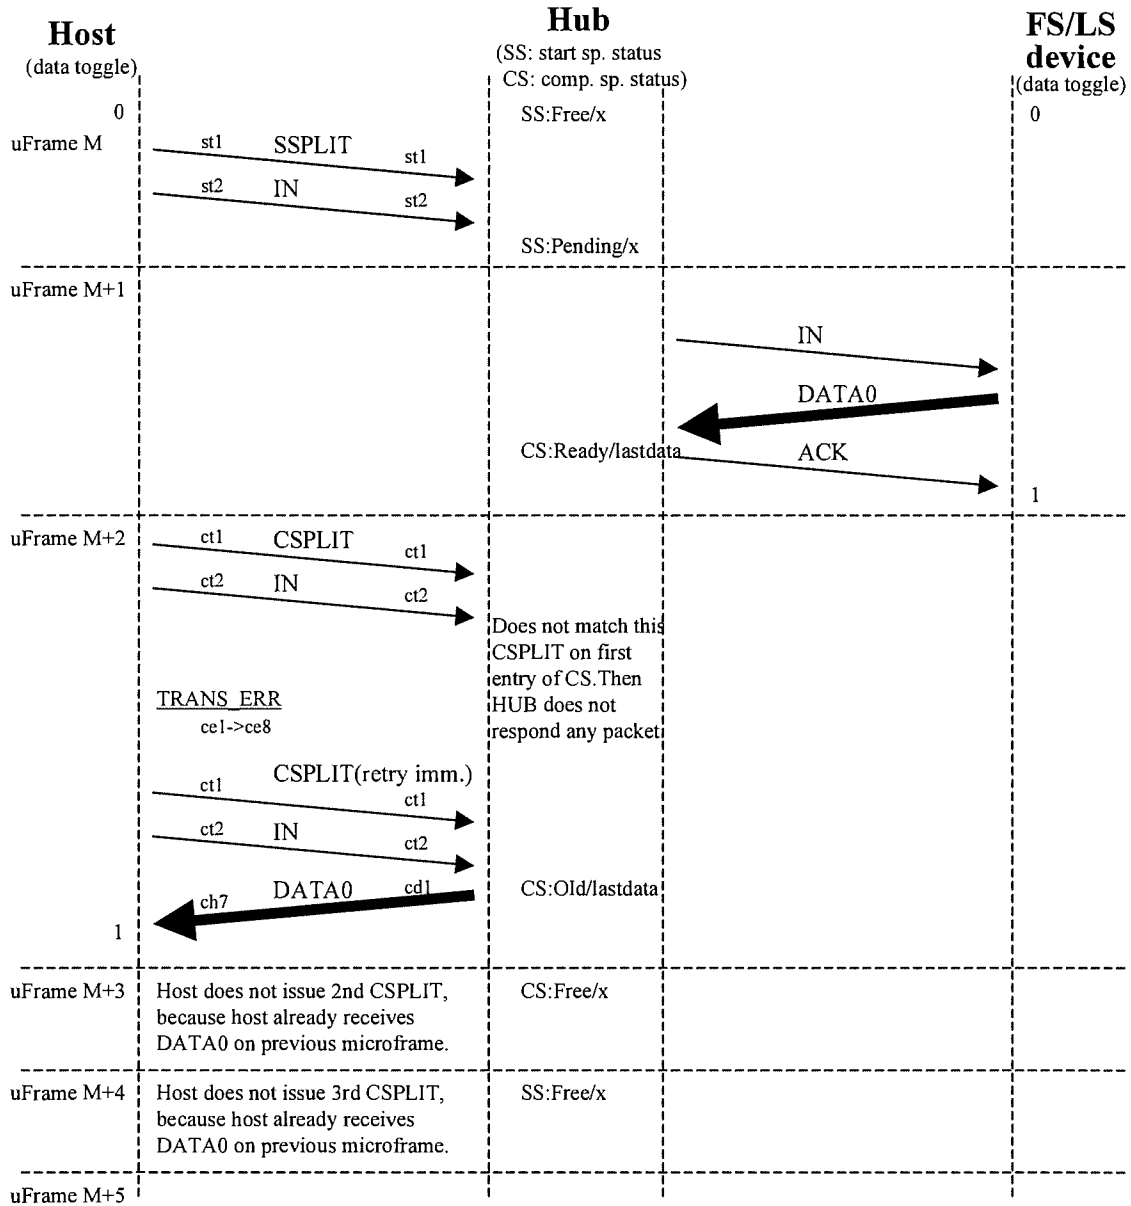 Host
(data toggle)
Hub
(SS: start sp. status
CS: comp. sp. status)
FS/LS
device
(data toggle)
0
SS:Free/x
0
uFrame M
st1 SSPLIT st1
st2 IN st2
SS:Pending/x
uFrame M+1
IN
DATA0
CS:Ready/lastdata
ACK
1
uFrame M+2
ct1 CSPLIT ct1
ct2 IN ct2
Does not match this
CSPLIT on first
entry of CS.Then
HUB does not
respond any packet
TRANS_ERR
ce1->ce8
CSPLIT(retry imm.)
ct1 ct1
ct2 IN ct2
ch7 DATA0 cd1
CS:Old/lastdata
1
uFrame M+3
Host does not issue 2nd CSPLIT,
because host already receives
DATA0 on previous microframe.
CS:Free/x
uFrame M+4
Host does not issue 3rd CSPLIT,
because host already receives
DATA0 on previous microframe.
SS:Free/x
uFrame M+5